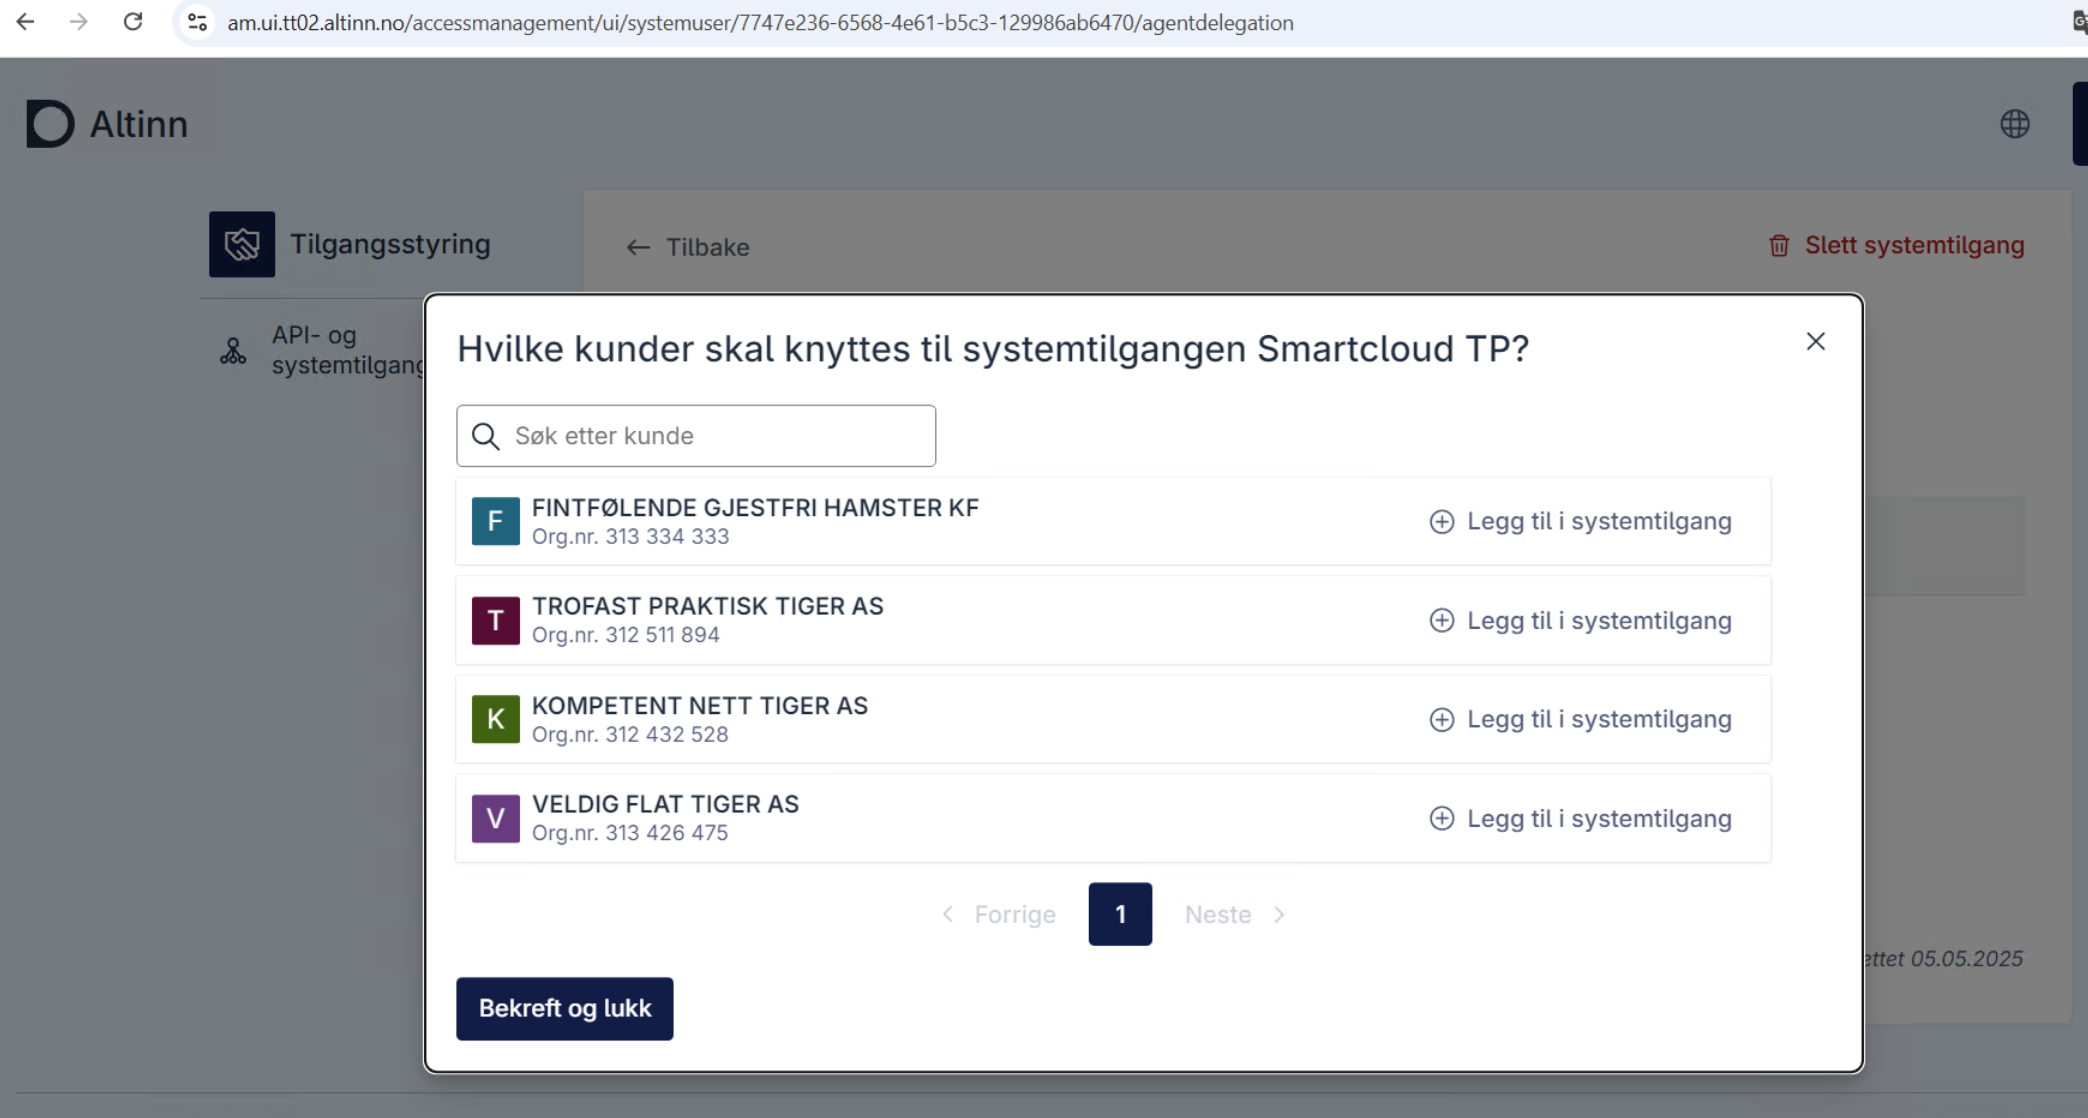 am.ui.tt02.altinn.no/accessmanagement/ui/systemuser/7747e236-6568-4e61-b5c3-129986ab6470/agentdelegation
Altinn
Tilgangsstyring
Tilbake
Slett systemtilgang
API- og
systemtilgang
Hvilke kunder skal knyttes til systemtilgangen Smartcloud TP?
Søk etter kunde
F
FINTFØLENDE GJESTFRI HAMSTER KF
Org.nr. 313 334 333
Legg til i systemtilgang
T
TROFAST PRAKTISK TIGER AS
Org.nr. 312 511 894
Legg til i systemtilgang
K
KOMPETENT NETT TIGER AS
Org.nr. 312 432 528
Legg til i systemtilgang
V
VELDIG FLAT TIGER AS
Org.nr. 313 426 475
Legg til i systemtilgang
Forrige 1 Neste
ettet 05.05.2025
Bekreft og lukk